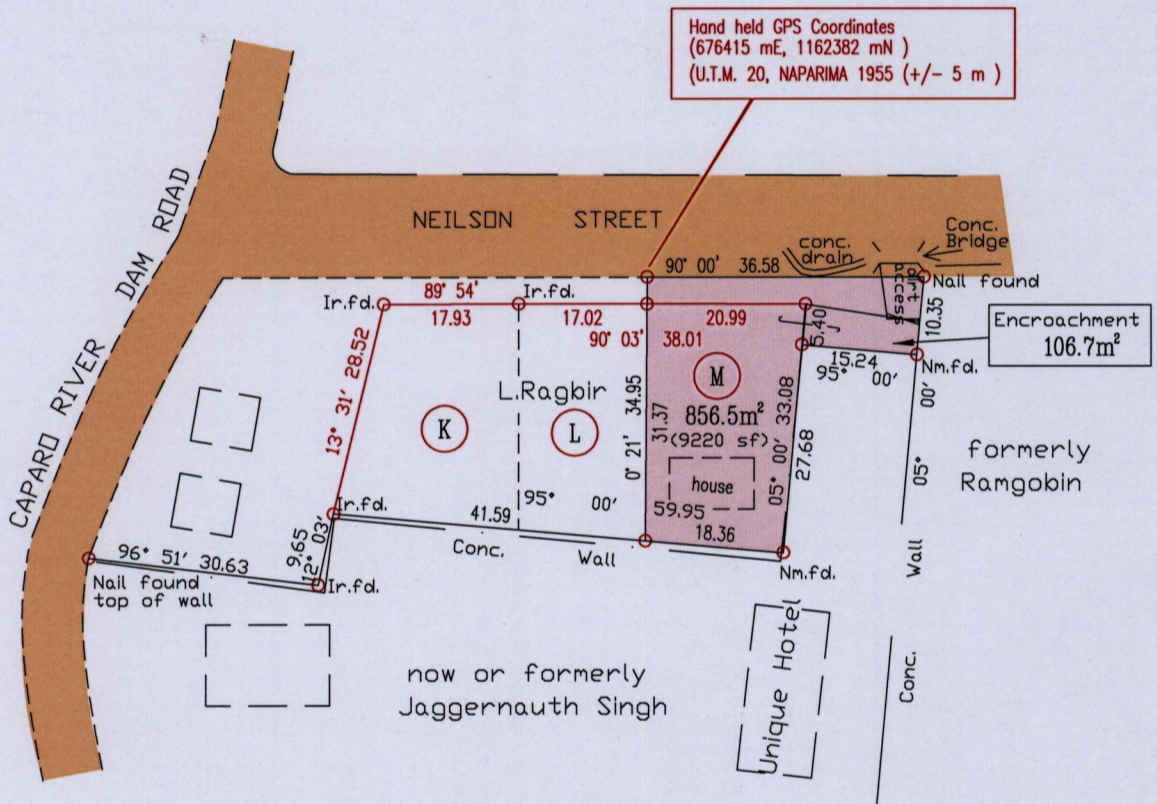 Hand held GPS Coordinates
(676415 mE, 1162382 mN )
(U.T.M. 20, NAPARIMA 1955 (+/- 5 m )
CAPARO RIVER DAM ROAD
NEILSON STREET
conc.
drain
Conc.
Bridge
dirt
access
90° 00' 36.58
Nail found
10.35
Ir.fd.
89° 54'
17.93
Ir.fd.
17.02
20.99
90° 03' 38.01
5.40
15.24
95° 00'
Encroachment
106.7m²
Nm.fd.
13° 31' 28.52
L.Ragbir
K
L
M
856.5m²
(9220 sf)
house
0° 21' 34.95
31.37
05° 00' 33.08
27.68
05° 00'
formerly
Ramgobin
59.95
18.36
95° 00'
41.59
Conc. Wall
Ir.fd.
9.65
12° 03'
Ir.fd.
96° 51' 30.63
Nail found
top of wall
Nm.fd.
Wall
Conc.
Unique Hotel
now or formerly
Jaggernauth Singh